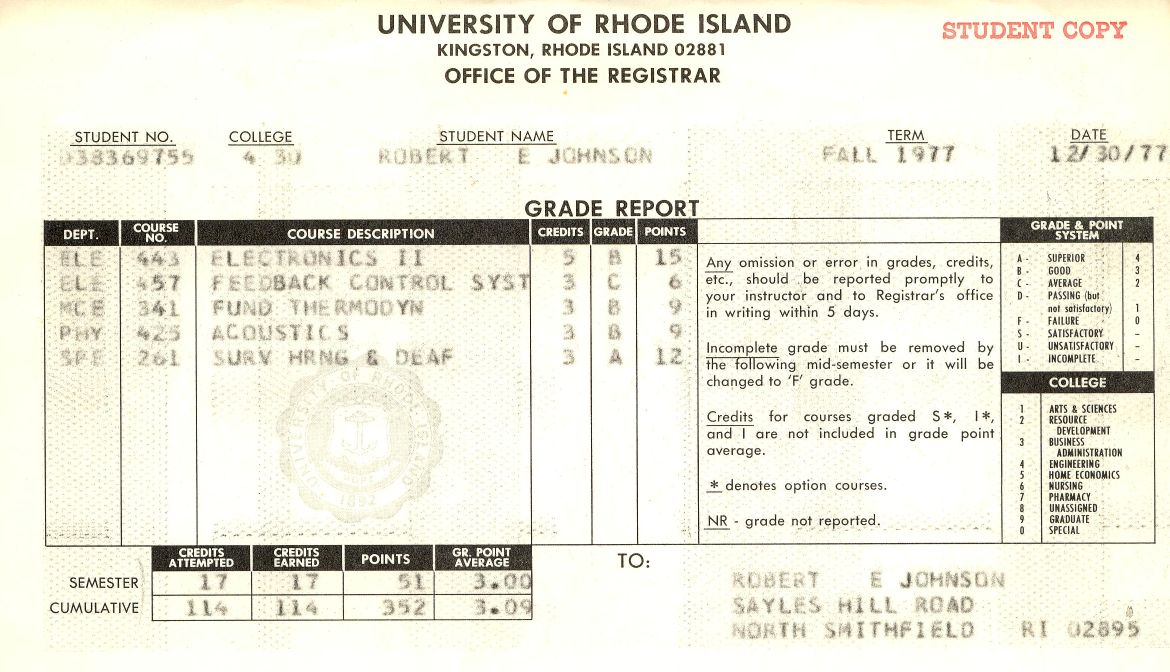 UNIVERSITY OF RHODE ISLAND
STUDENT COPY
KINGSTON, RHODE ISLAND 02881
OFFICE OF THE REGISTRAR
STUDENT NO. COLLEGE STUDENT NAME TERM DATE
038369755 4 30 ROBERT E JOHNSON FALL 1977 12/30/77
GRADE REPORT
DEPT. COURSE NO. COURSE DESCRIPTION CREDITS GRADE POINTS
ELE 443 ELECTRONICS II 5 B 15
ELE 457 FEEDBACK CONTROL SYST 3 C 6
MCE 341 FUND THERMODYN 3 B 9
PHY 425 ACOUSTICS 3 B 9
SPE 261 SURV HRNG & DEAF 3 A 12
Any omission or error in grades, credits,
etc., should be reported promptly to
your instructor and to Registrar's office
in writing within 5 days.
Incomplete grade must be removed by
the following mid-semester or it will be
changed to 'F' grade.
Credits for courses graded S*, I*,
and I are not included in grade point
average.
* denotes option courses.
NR - grade not reported.
GRADE & POINT
SYSTEM
A - SUPERIOR 4
B - GOOD 3
C - AVERAGE 2
D - PASSING (but
not satisfactory) 1
F - FAILURE 0
S - SATISFACTORY –
U - UNSATISFACTORY –
I - INCOMPLETE –
COLLEGE
1 ARTS & SCIENCES
2 RESOURCE
DEVELOPMENT
3 BUSINESS
ADMINISTRATION
4 ENGINEERING
5 HOME ECONOMICS
6 NURSING
7 PHARMACY
8 UNASSIGNED
9 GRADUATE
0 SPECIAL
CREDITS ATTEMPTED CREDITS EARNED POINTS GR. POINT AVERAGE
SEMESTER 17 17 51 3.00
CUMULATIVE 114 114 352 3.09
TO:
ROBERT E JOHNSON
SAYLES HILL ROAD
NORTH SMITHFIELD RI 02895